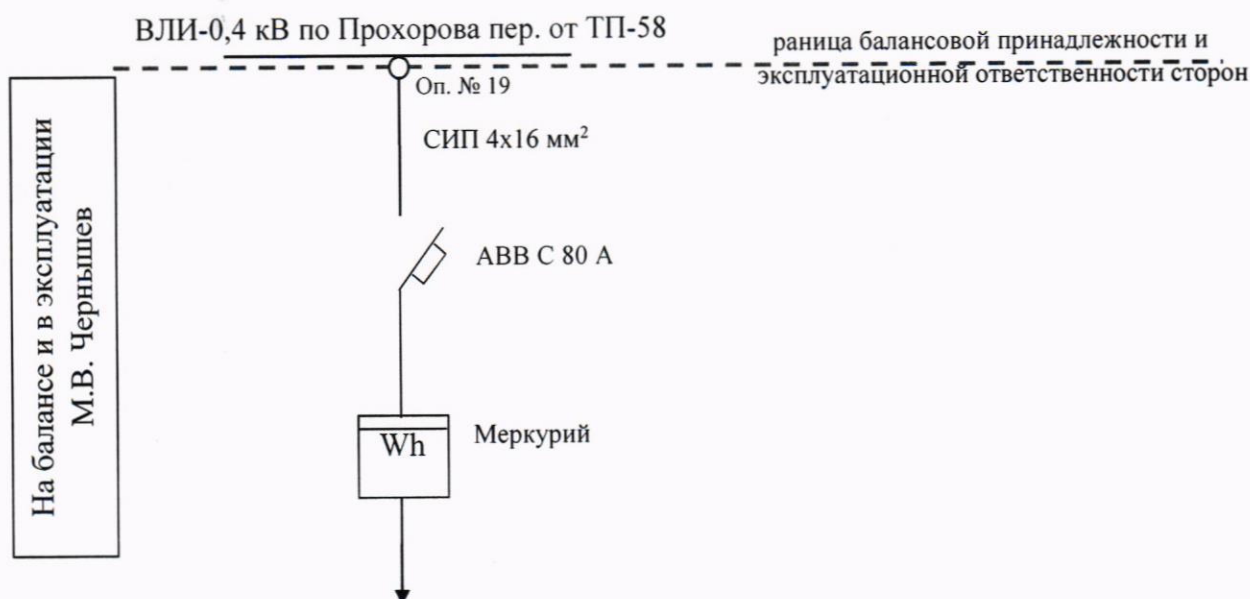 ВЛИ-0,4 кВ по Прохорова пер. от ТП-58
раница балансовой принадлежности и
эксплуатационной ответственности сторон
Оп. № 19
СИП 4х16 мм²
АВВ С 80 А
Меркурий
Wh
На балансе и в эксплуатации
М.В. Чернышев